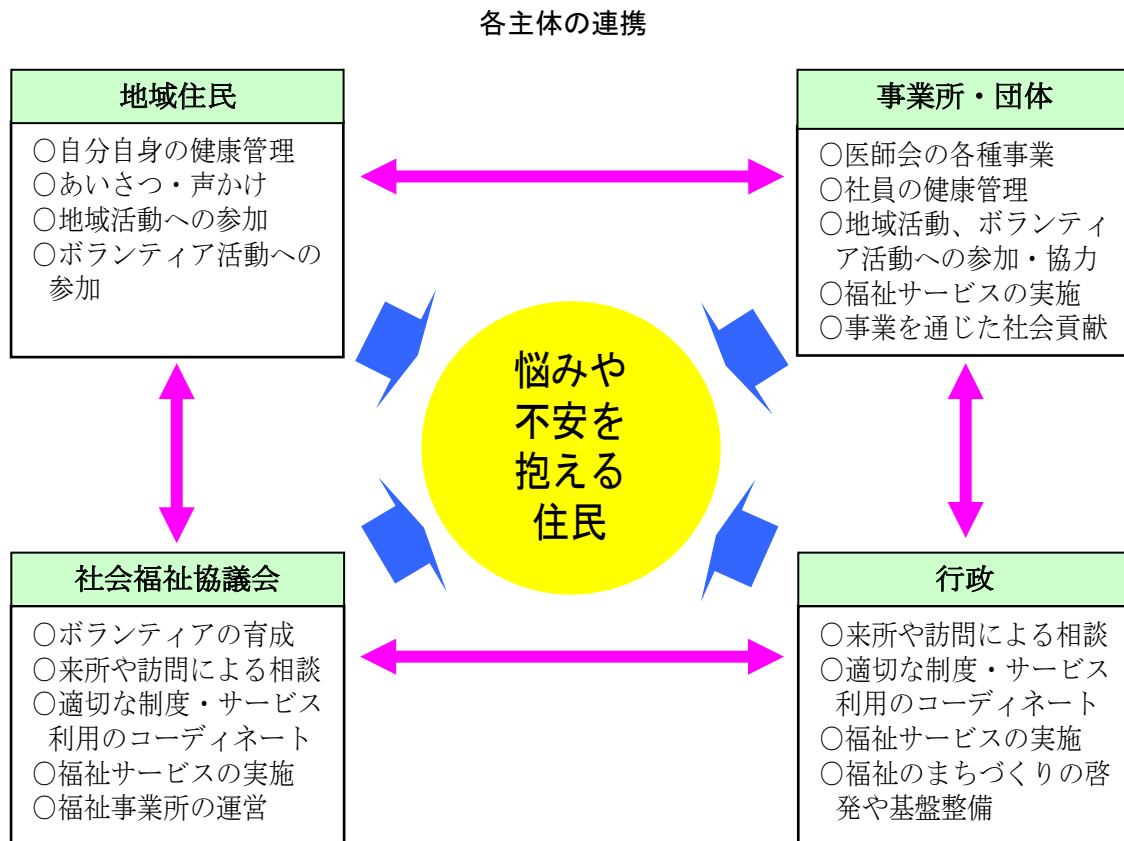 各主体の連携
地域住民
○自分自身の健康管理
○あいさつ・声かけ
○地域活動への参加
○ボランティア活動への
参加
事業所・団体
○医師会の各種事業
○社員の健康管理
○地域活動、ボランティ
ア活動への参加・協力
○福祉サービスの実施
○事業を通じた社会貢献
悩みや
不安を
抱える
住民
社会福祉協議会
○ボランティアの育成
○来所や訪問による相談
○適切な制度・サービス
利用のコーディネート
○福祉サービスの実施
○福祉事業所の運営
行政
○来所や訪問による相談
○適切な制度・サービス
利用のコーディネート
○福祉サービスの実施
○福祉のまちづくりの啓
発や基盤整備